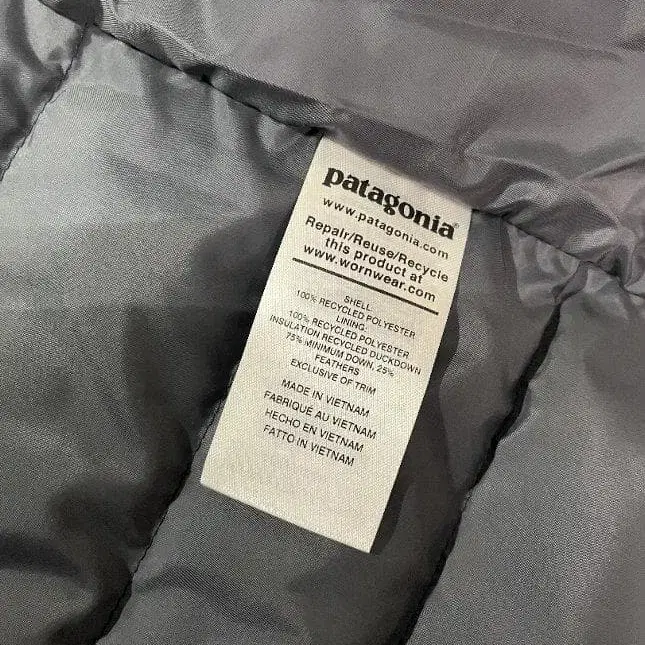 patagonia®
www.patagonia.com
Repair/Reuse/Recycle
this product at
www.wornwear.com
SHELL:
100% RECYCLED POLYESTER
LINING:
100% RECYCLED POLYESTER
INSULATION RECYCLED DUCKDOWN
75% MINIMUM DOWN, 25%
FEATHERS
EXCLUSIVE OF TRIM
MADE IN VIETNAM
FABRIQUÉ AU VIETNAM
HECHO EN VIETNAM
FATTO IN VIETNAM